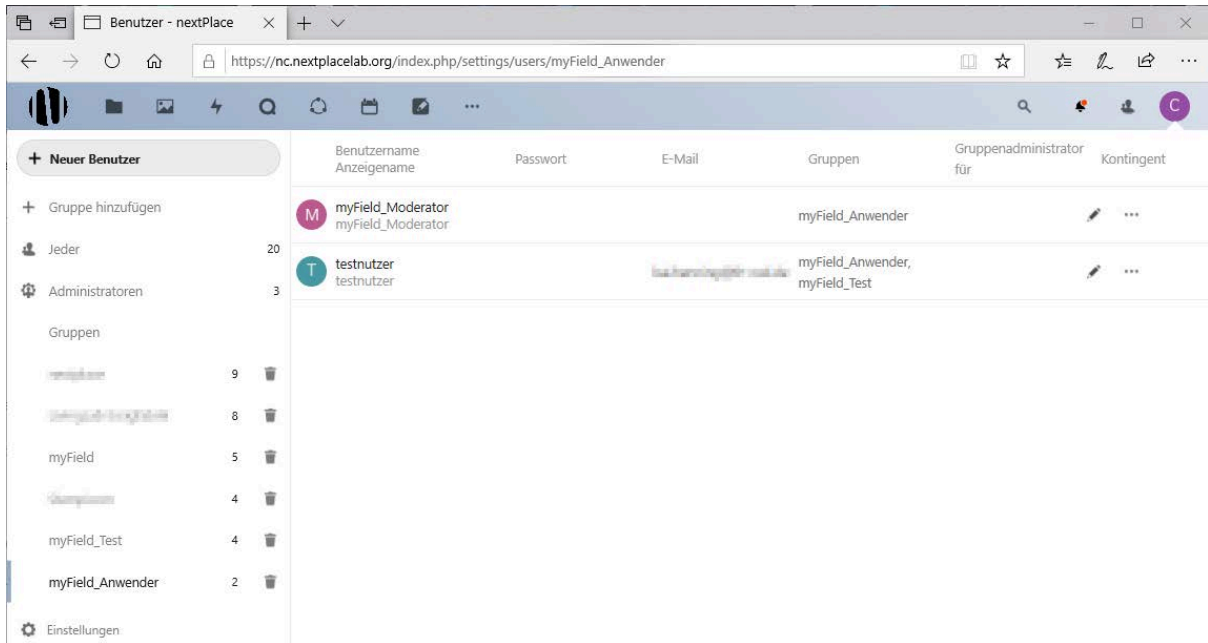 Benutzer - nextPlace
https://nc.nextplacelab.org/index.php/settings/users/myField_Anwender
C
+ Neuer Benutzer
+ Gruppe hinzufügen
Jeder 20
Administratoren 3
Gruppen
9
8
myField 5
4
myField_Test 4
myField_Anwender 2
Einstellungen
Benutzername
Anzeigename
Passwort
E-Mail
Gruppen
Gruppenadministrator
für
Kontingent
M
myField_Moderator
myField_Moderator
myField_Anwender
T
testnutzer
testnutzer
myField_Anwender,
myField_Test